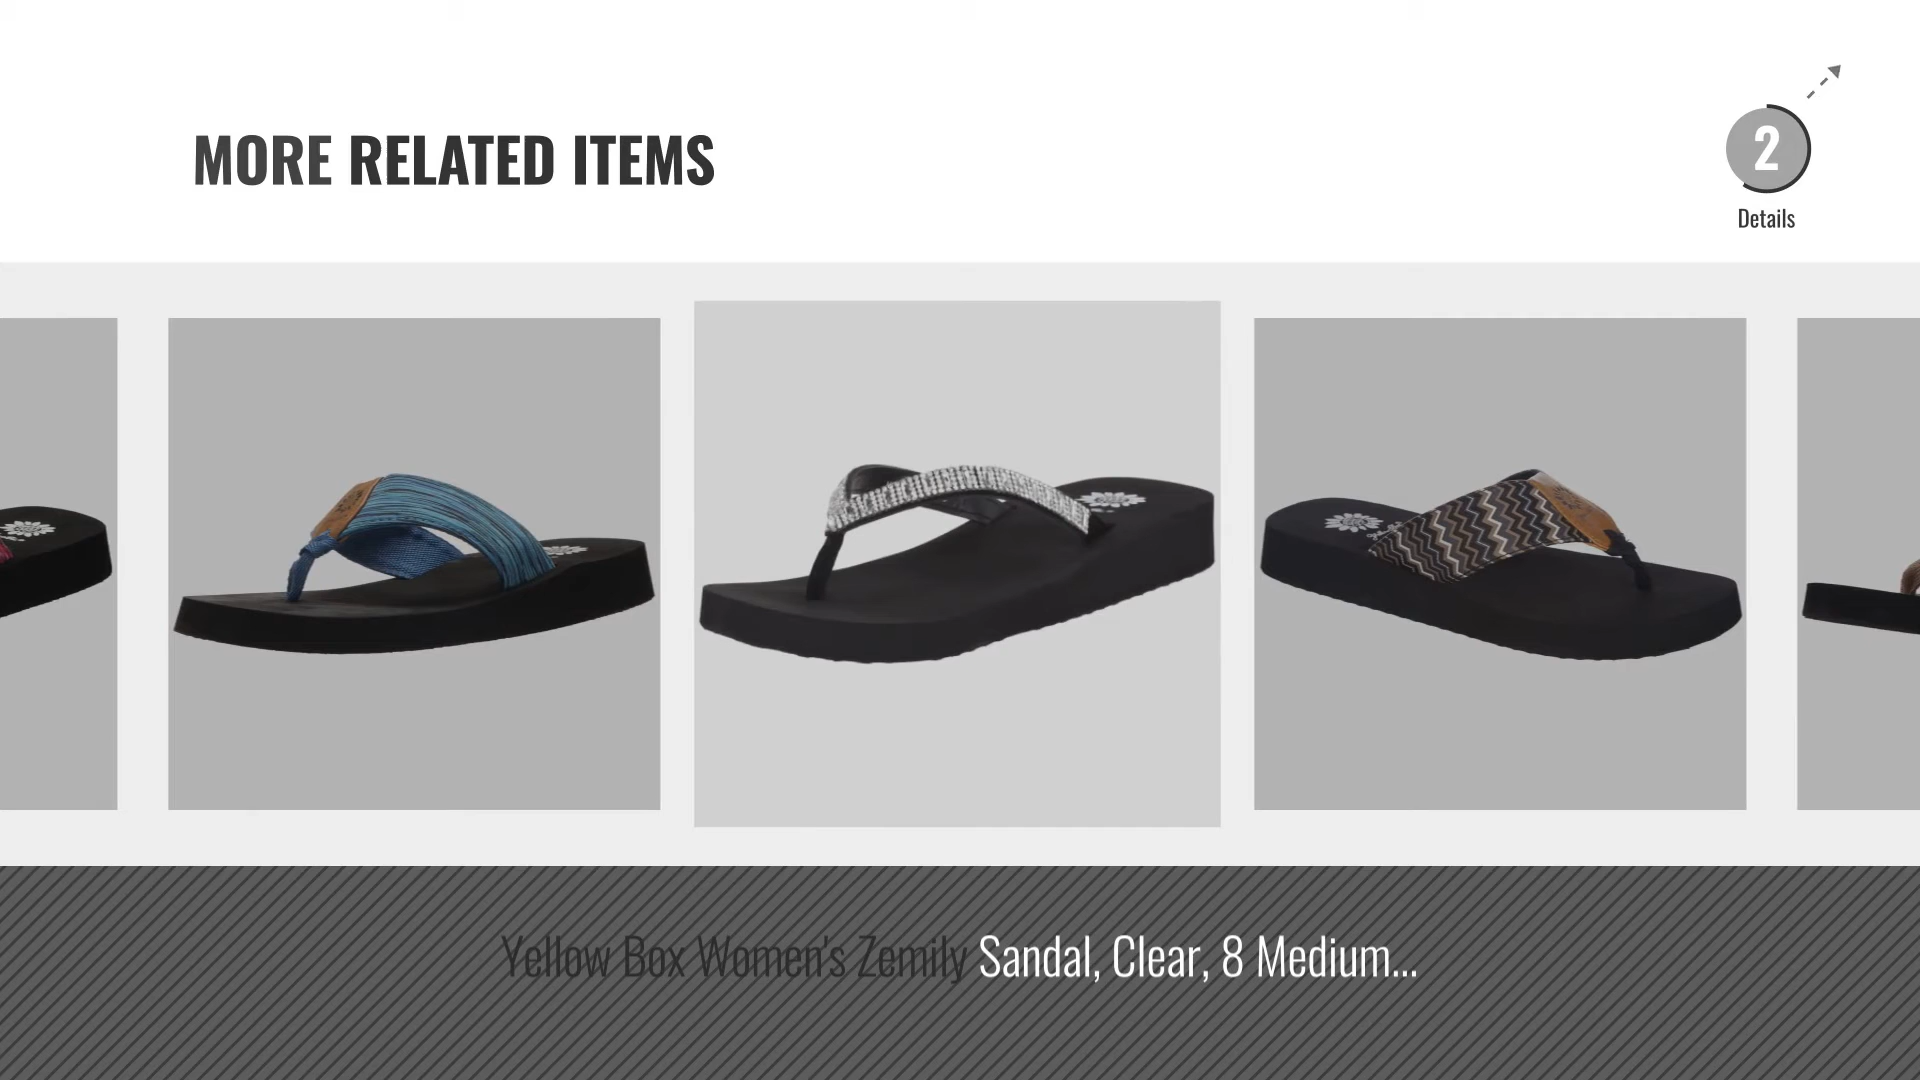 MORE RELATED ITEMS
2
Details
Yellow Box Women's Zemily Sandal, Clear, 8 Medium...